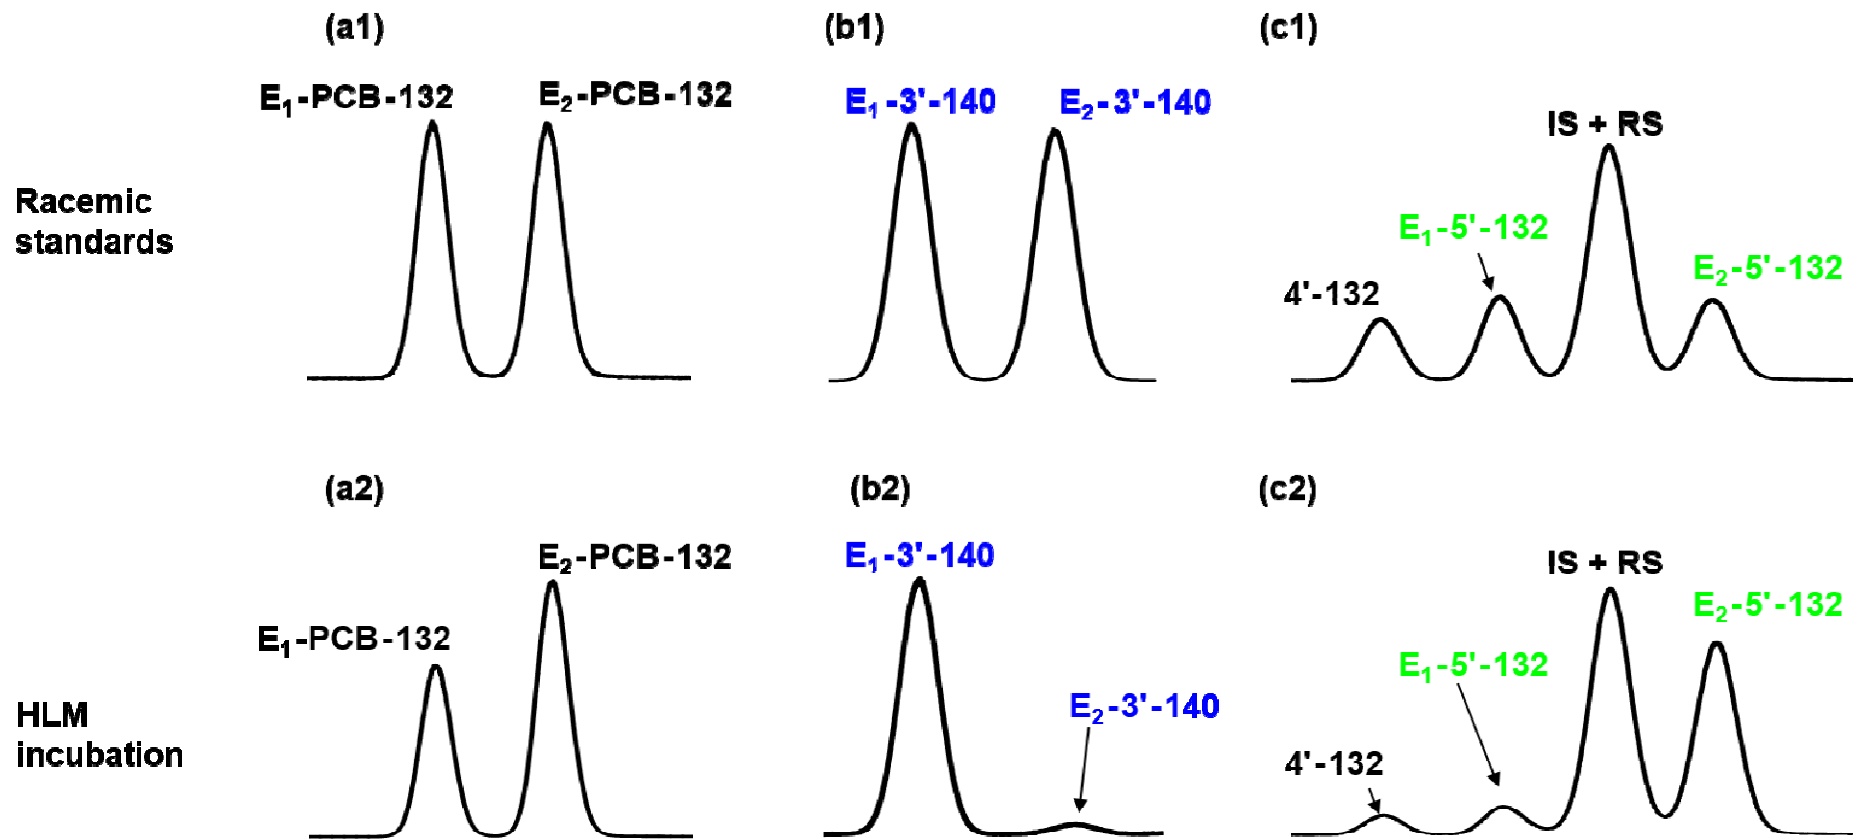 (a1)
(b1)
(c1)
E₁-PCB-132
E₂-PCB-132
E₁-3'-140
E₂-3'-140
IS + RS
Racemic
standards
E₁-5'-132
E₂-5'-132
4'-132
(a2)
(b2)
(c2)
E₂-PCB-132
E₁-3'-140
IS + RS
E₂-5'-132
E₁-PCB-132
E₁-5'-132
HLM
incubation
E₂-3'-140
4'-132